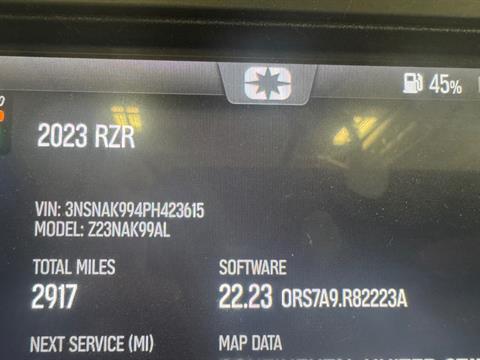 45%
2023 RZR
VIN: 3NSNAK994PH423615
MODEL: Z23NAK99AL
TOTAL MILES
2917
SOFTWARE
22.23 ORS7A9.R82223A
NEXT SERVICE (MI)
MAP DATA